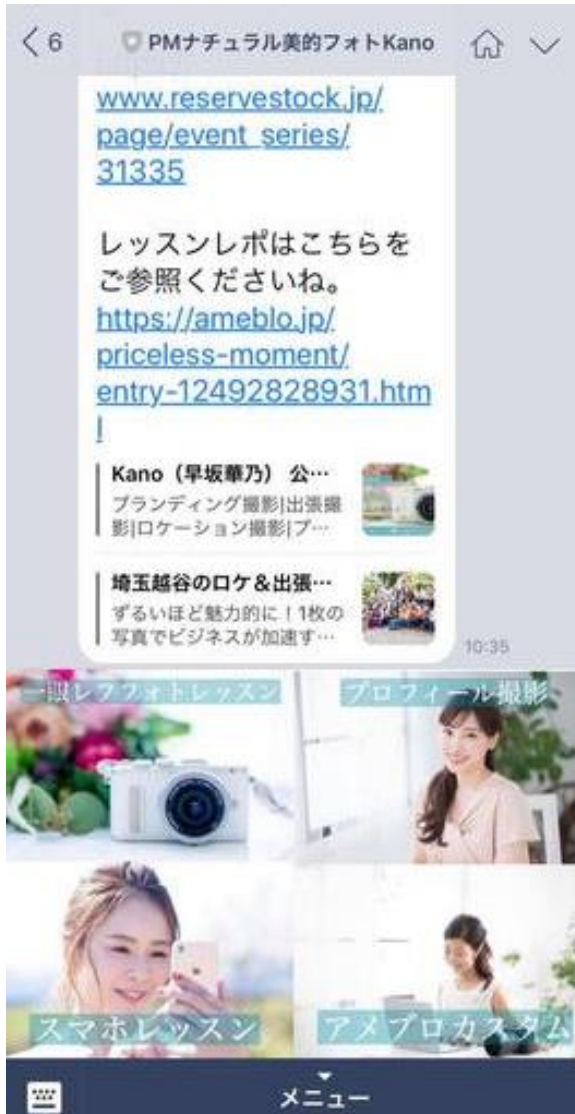 6
PMナチュラル美的フォトKano
www.reservestock.jp/
page/event_series/
31335
レッスンレポはこちらを
ご参照くださいね。
https://ameblo.jp/
priceless-moment/
entry-12492828931.htm
l
Kano（早坂華乃） 公…
ブランディング撮影|出張撮
影|ロケーション撮影|プ…
埼玉越谷のロケ＆出張…
ずるいほど魅力的に！1枚の
写真でビジネスが加速す…
10:35
一眼レフフォトレッスン
プロフィール撮影
スマホレッスン
アメブロカスタム
メニュー